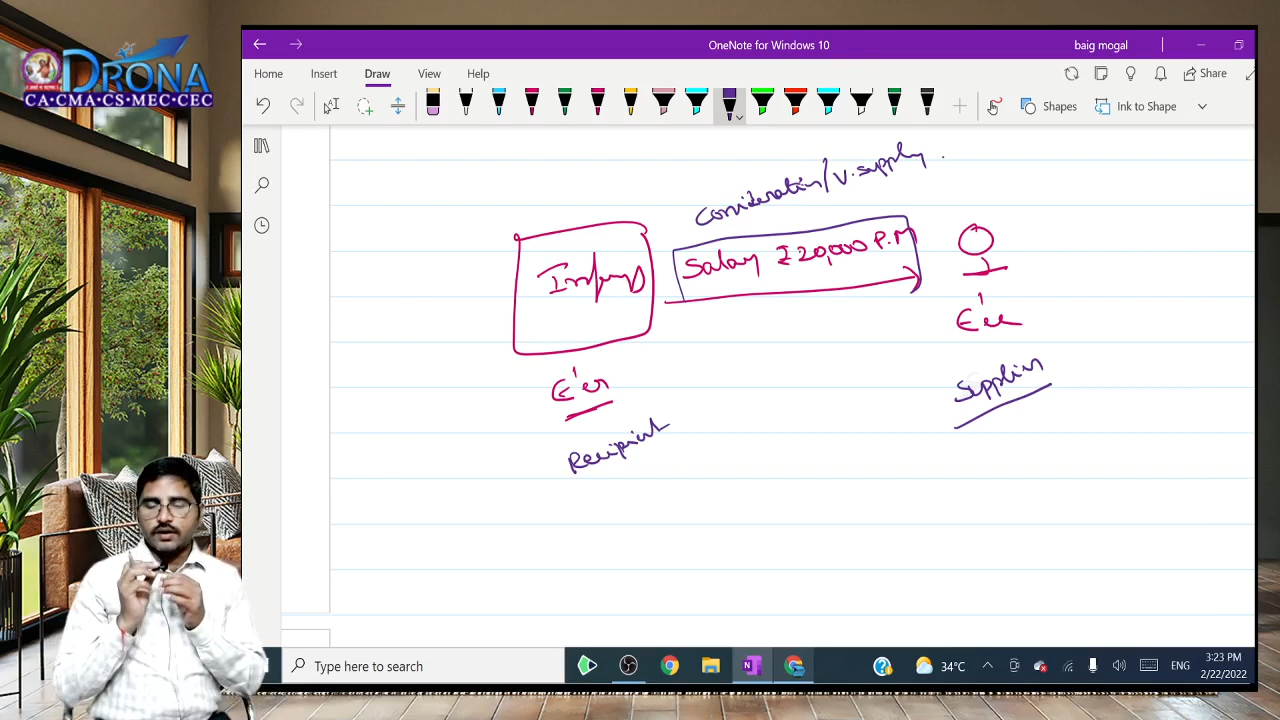 DRONA
CA•CMA•CS•MEC•CEC
OneNote for Windows 10
baig mogal
Home
Insert
Draw
View
Help
Share
Shapes
Ink to Shape
Consideration/V.supply.
Infosys
Salary ₹20,000 P.M
E'ee
E'er
Supplier
Recipient
Type here to search
34°C
ENG
3:23 PM
2/22/2022